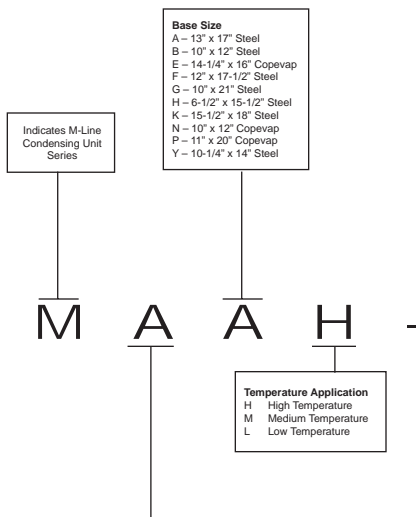 Base Size
A – 13" x 17" Steel
B – 10" x 12" Steel
E – 14-1/4" x 16" Copevap
F – 12" x 17-1/2" Steel
G – 10" x 21" Steel
H – 6-1/2" x 15-1/2" Steel
K – 15-1/2" x 18" Steel
N – 10" x 12" Copevap
P – 11" x 20" Copevap
Y – 10-1/4" x 14" Steel
Indicates M-Line
Condensing Unit
Series
M A A H -
Temperature Application
H High Temperature
M Medium Temperature
L Low Temperature